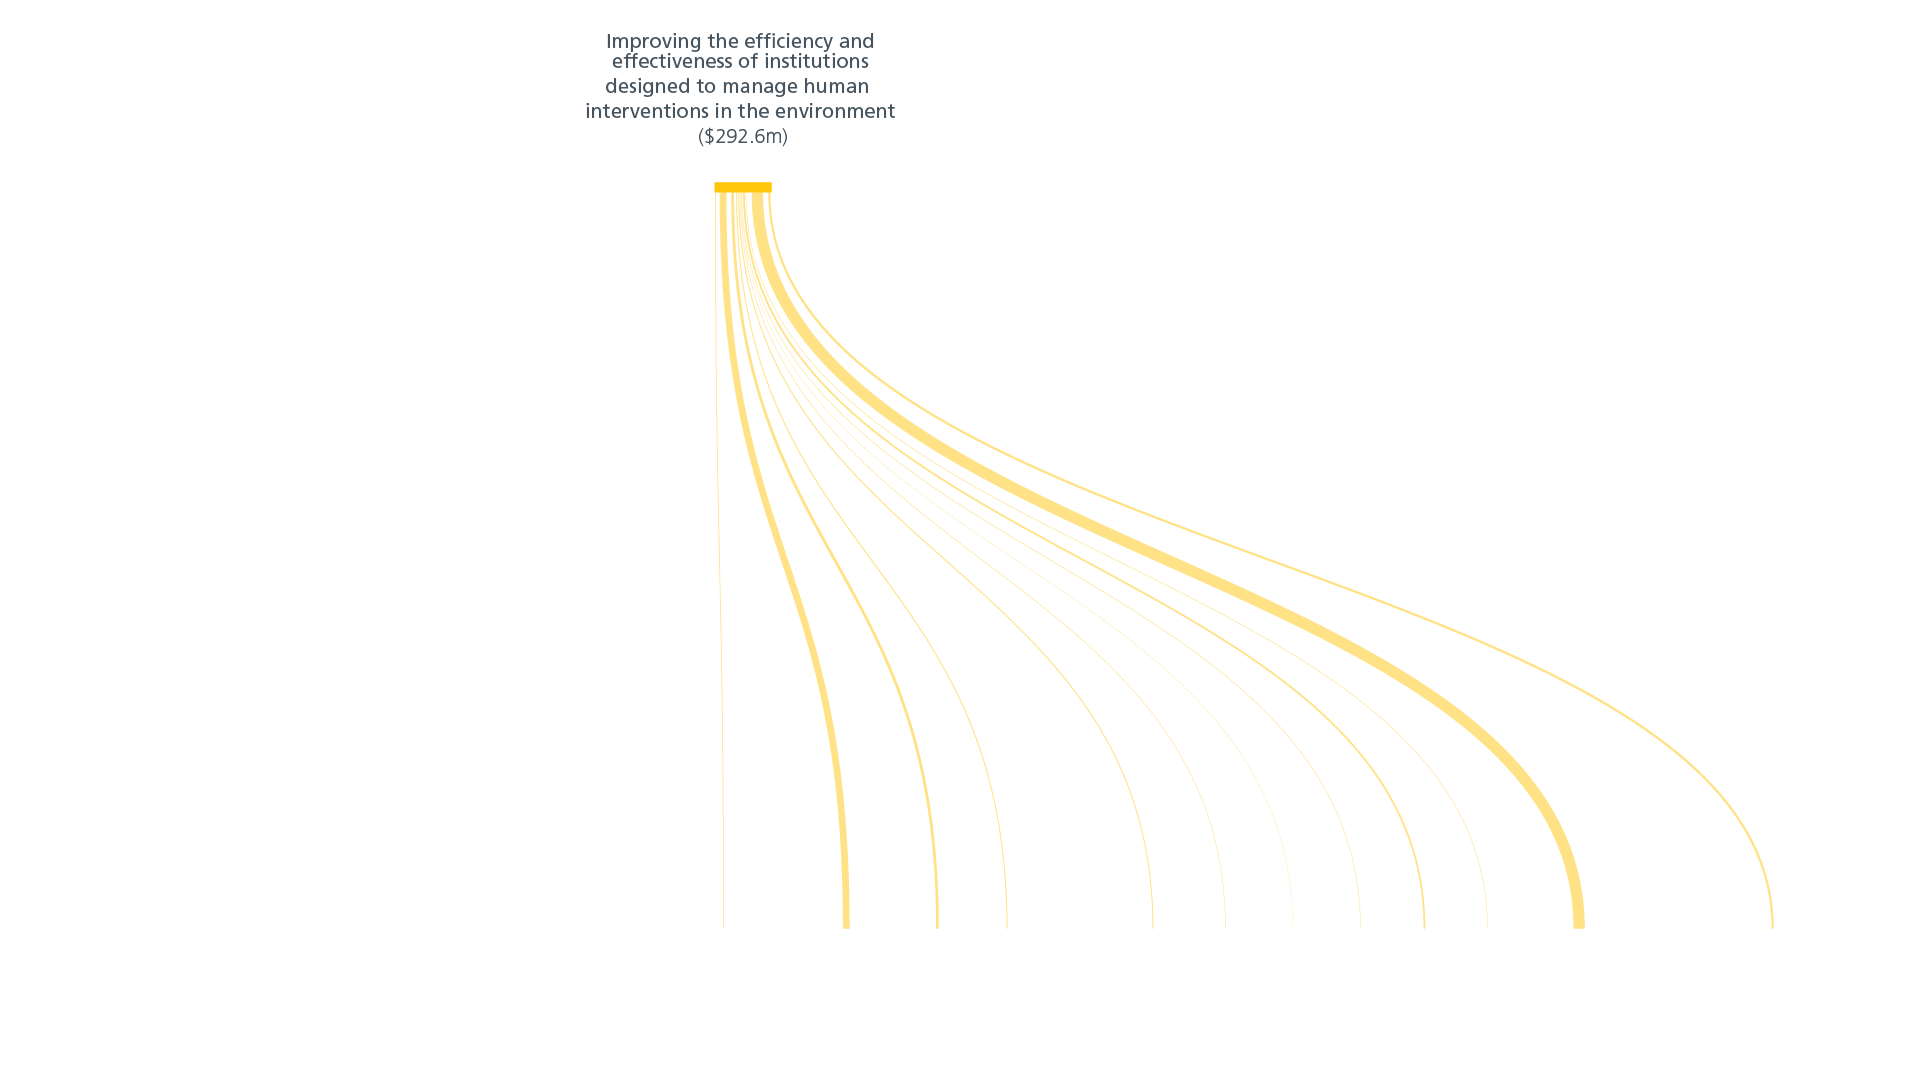 Improving the efficiency and
effectiveness of institutions
designed to manage human
interventions in the environment
($292.6m)